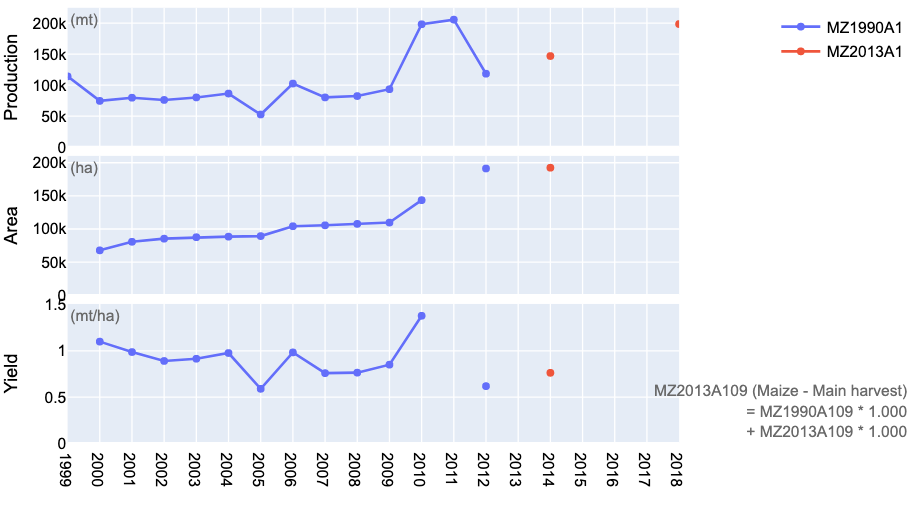 Production
(mt)
200k
150k
100k
50k
0
Area
(ha)
200k
150k
100k
50k
0
Yield
(mt/ha)
1.5
1
0.5
0
1999
2000
2001
2002
2003
2004
2005
2006
2007
2008
2009
2010
2011
2012
2013
2014
2015
2016
2017
2018
MZ1990A1
MZ2013A1
MZ2013A109 (Maize - Main harvest)
= MZ1990A109 * 1.000
+ MZ2013A109 * 1.000